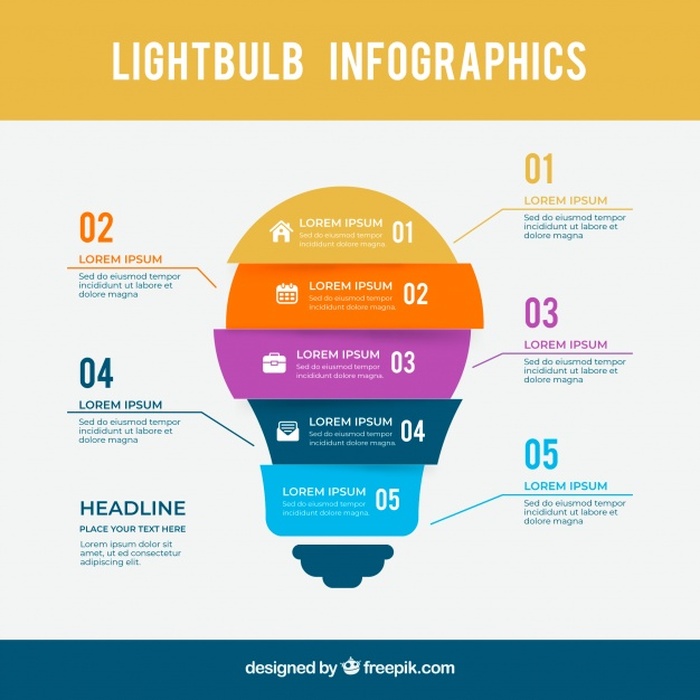 LIGHTBULB INFOGRAPHICS
01
LOREM IPSUM
Sed do eiusmod tempor
incididunt ut labore et
dolore magna
02
LOREM IPSUM
Sed do eiusmod tempor
incididunt ut labore et
dolore magna
LOREM IPSUM
Sed do eiusmod tempor
incididunt dolore magna.
01
LOREM IPSUM
Sed do eiusmod tempor
incididunt dolore magna.
02
03
LOREM IPSUM
Sed do eiusmod tempor
incididunt ut labore et
dolore magna
LOREM IPSUM
Sed do eiusmod tempor
incididunt dolore magna.
03
04
LOREM IPSUM
Sed do eiusmod tempor
incididunt ut labore et
dolore magna
LOREM IPSUM
Sed do eiusmod tempor
incididunt dolore magna.
04
05
LOREM IPSUM
Sed do eiusmod tempor
incididunt ut labore et
dolore magna
LOREM IPSUM
Sed do eiusmod tempor
incididunt dolore magna.
05
HEADLINE
PLACE YOUR TEXT HERE
Lorem ipsum dolor sit
amet, ut ed consectetur
adipiscing elit.
designed by freepik.com